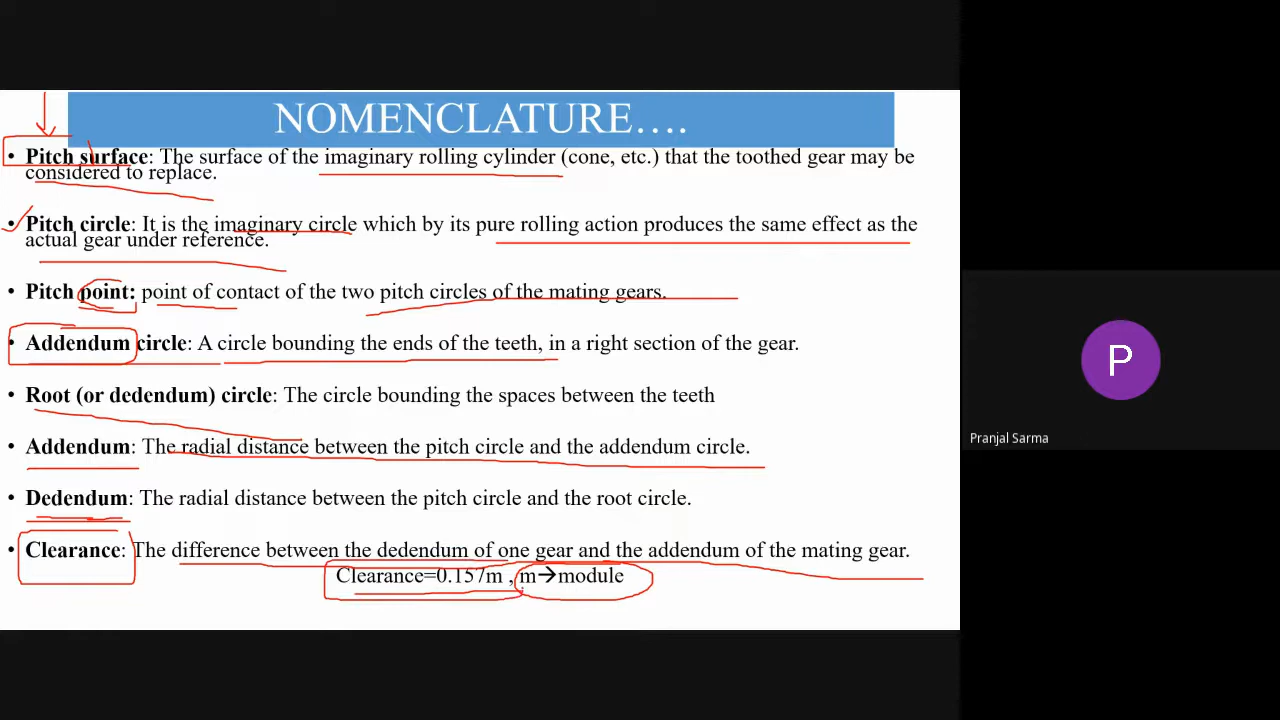 NOMENCLATURE….
• Pitch surface: The surface of the imaginary rolling cylinder (cone, etc.) that the toothed gear may be
considered to replace.
• Pitch circle: It is the imaginary circle which by its pure rolling action produces the same effect as the
actual gear under reference.
• Pitch point: point of contact of the two pitch circles of the mating gears.
• Addendum circle: A circle bounding the ends of the teeth, in a right section of the gear.
• Root (or dedendum) circle: The circle bounding the spaces between the teeth
• Addendum: The radial distance between the pitch circle and the addendum circle.
• Dedendum: The radial distance between the pitch circle and the root circle.
• Clearance: The difference between the dedendum of one gear and the addendum of the mating gear.
Clearance=0.157m , m→module
P
Pranjal Sarma